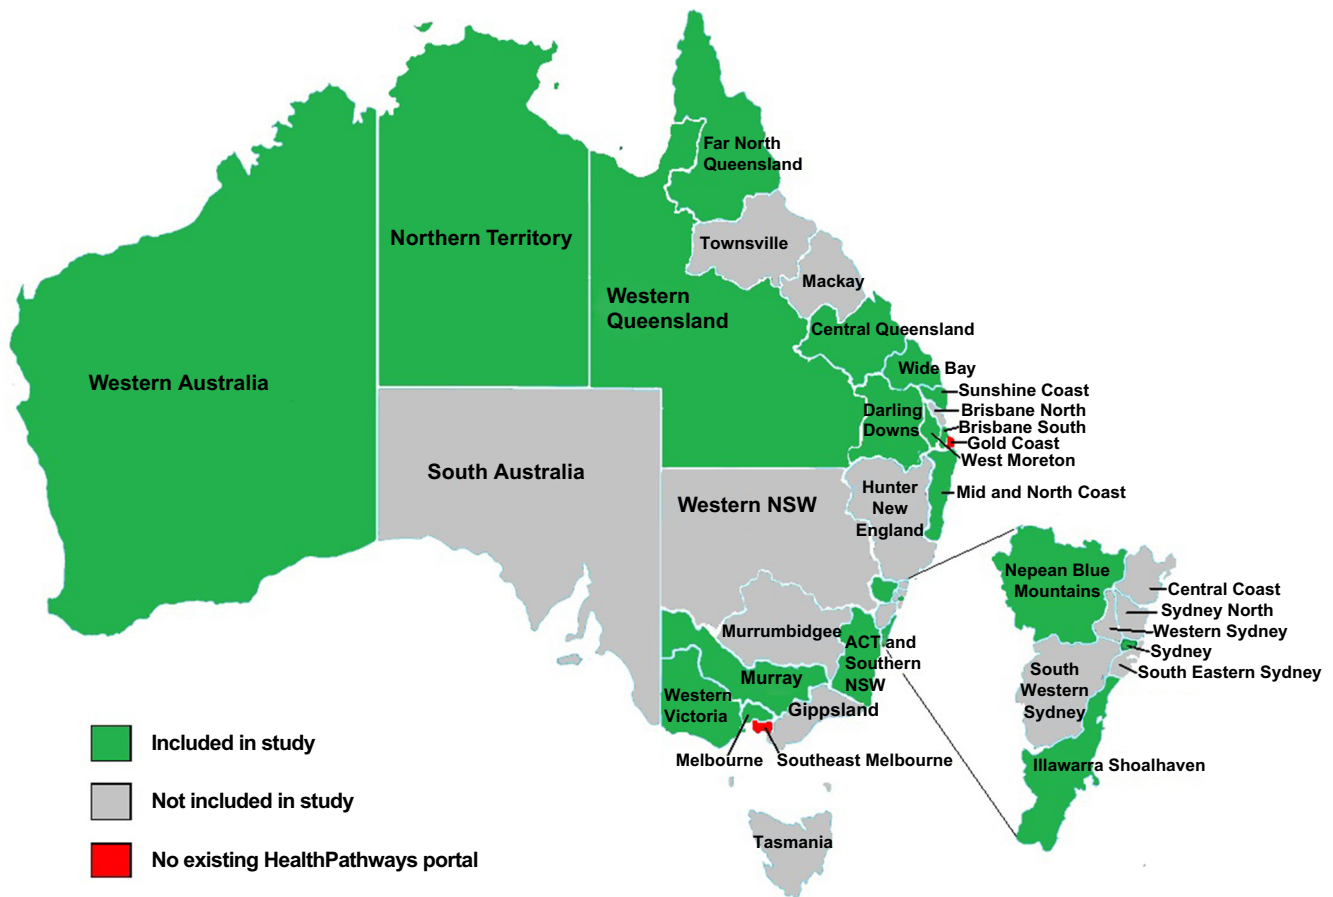 Far North
Queensland
Northern Territory
Townsville
Mackay
Western
Queensland
Central Queensland
Western Australia
Wide Bay
Sunshine Coast
Darling
Downs
Brisbane North
Brisbane South
Gold Coast
West Moreton
South Australia
Western NSW
Hunter
New
England
Mid and North Coast
Nepean Blue
Mountains
Central Coast
Sydney North
Western Sydney
Sydney
South Eastern Sydney
South
Western
Sydney
Illawarra Shoalhaven
Murrumbidgee
ACT and
Southern
NSW
Murray
Western
Victoria
Gippsland
Melbourne
Southeast Melbourne
Tasmania
Included in study
Not included in study
No existing HealthPathways portal